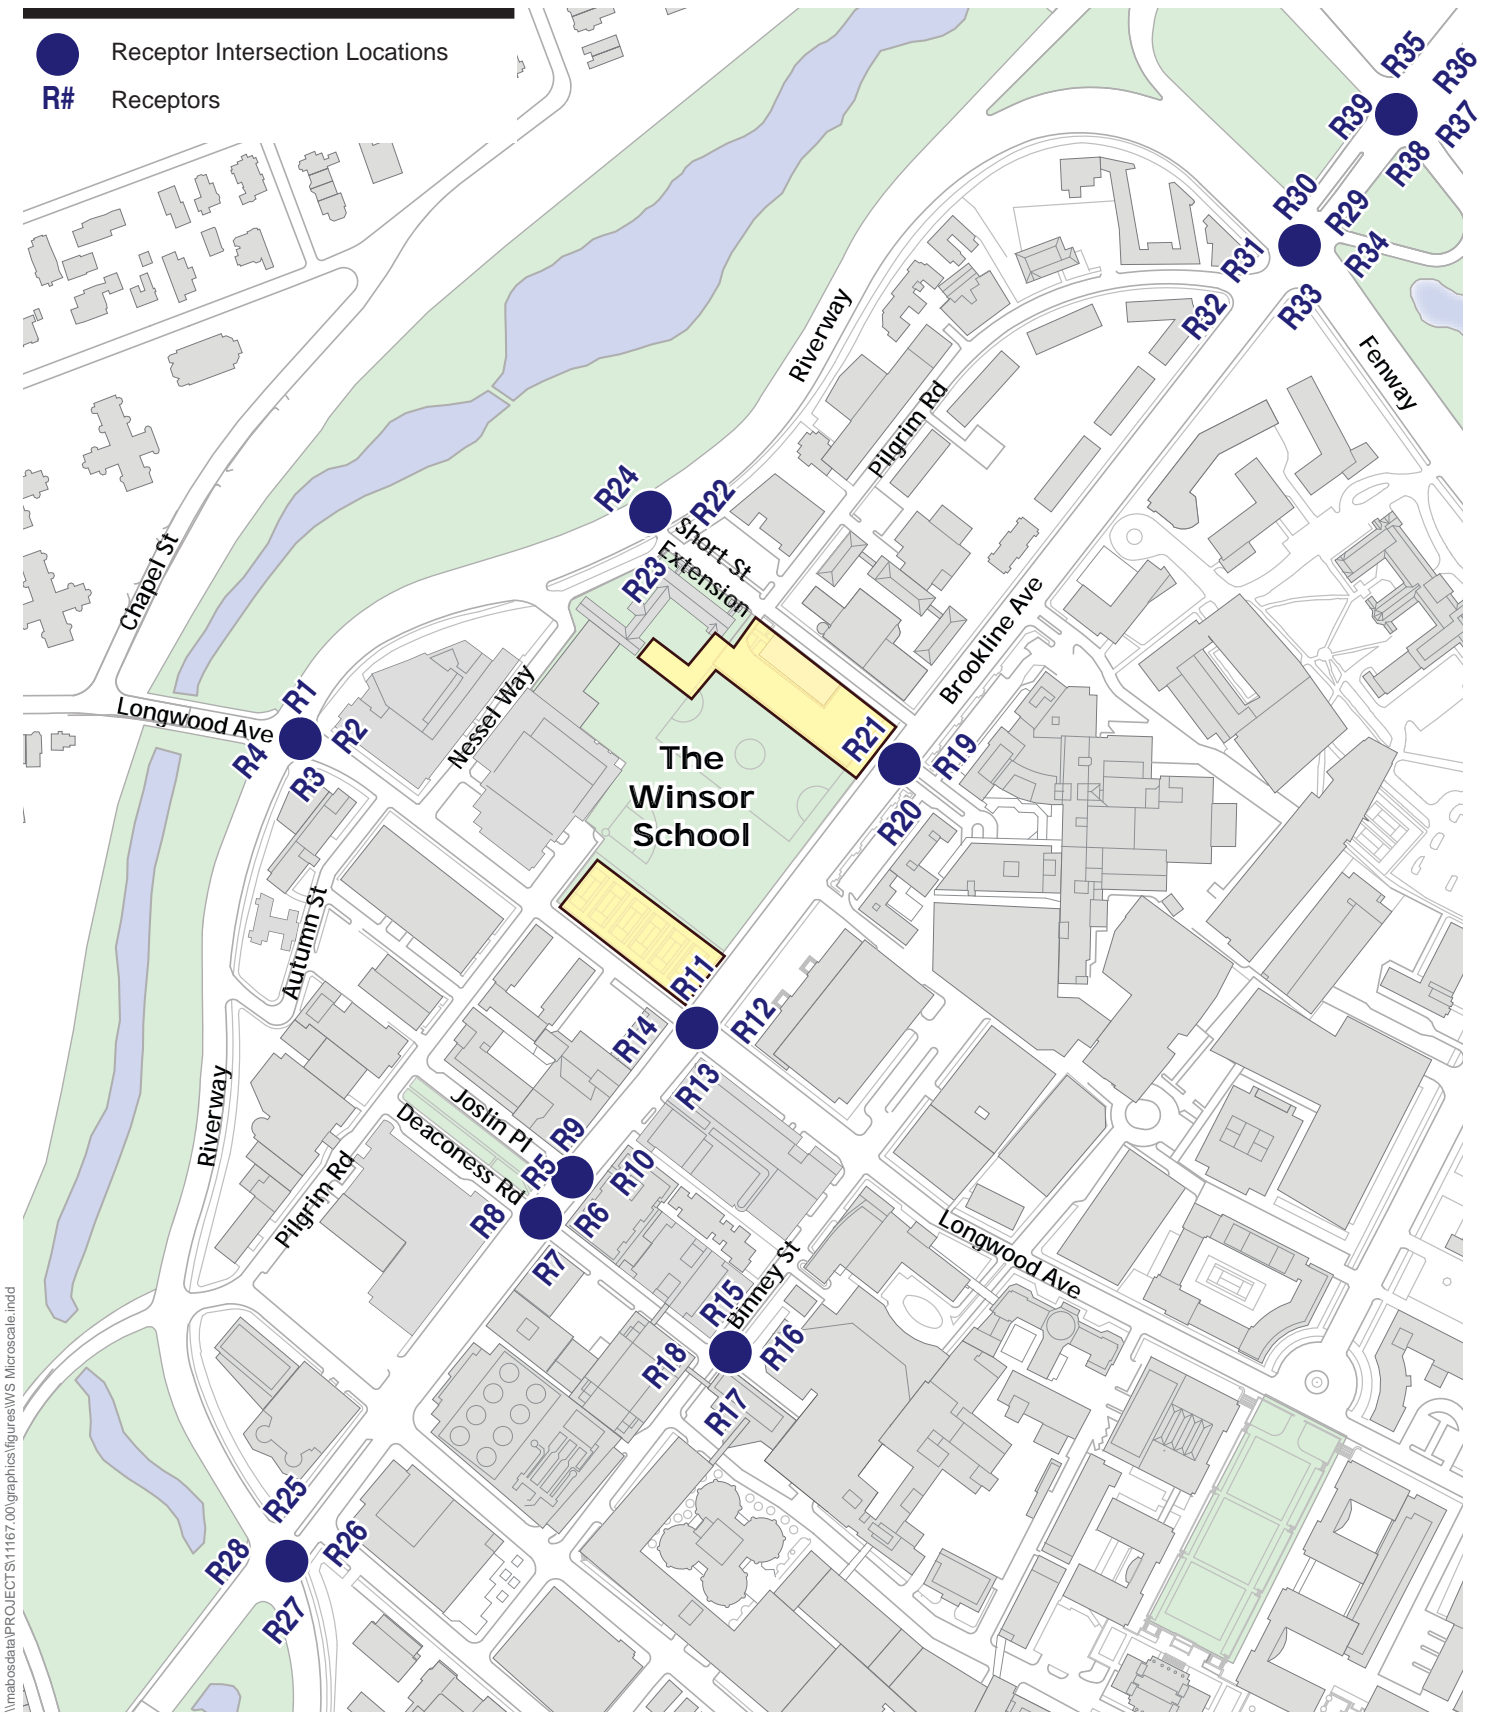 Receptor Intersection Locations
R# Receptors
R35
R36
R39
R37
R38
R30
R29
R31
R34
R32
R33
Fenway
Riverway
Pilgrim Rd
R24
R22
Short St
Extension
R23
Chapel St
Brookline Ave
R1
Longwood Ave
R2
R4
R3
Nessel Way
R21
R19
R20
The
Winsor
School
Autumn St
R11
R12
R14
R13
Riverway
Joslin Pl
Deaconess Rd
R9
R5
R10
R6
R8
R7
Pilgrim Rd
Longwood Ave
Binney St
R15
R16
R18
R17
R25
R26
R28
R27
\\mabosdata\PROJECTS\11167.00\graphics\figures\WS Microscale.indd